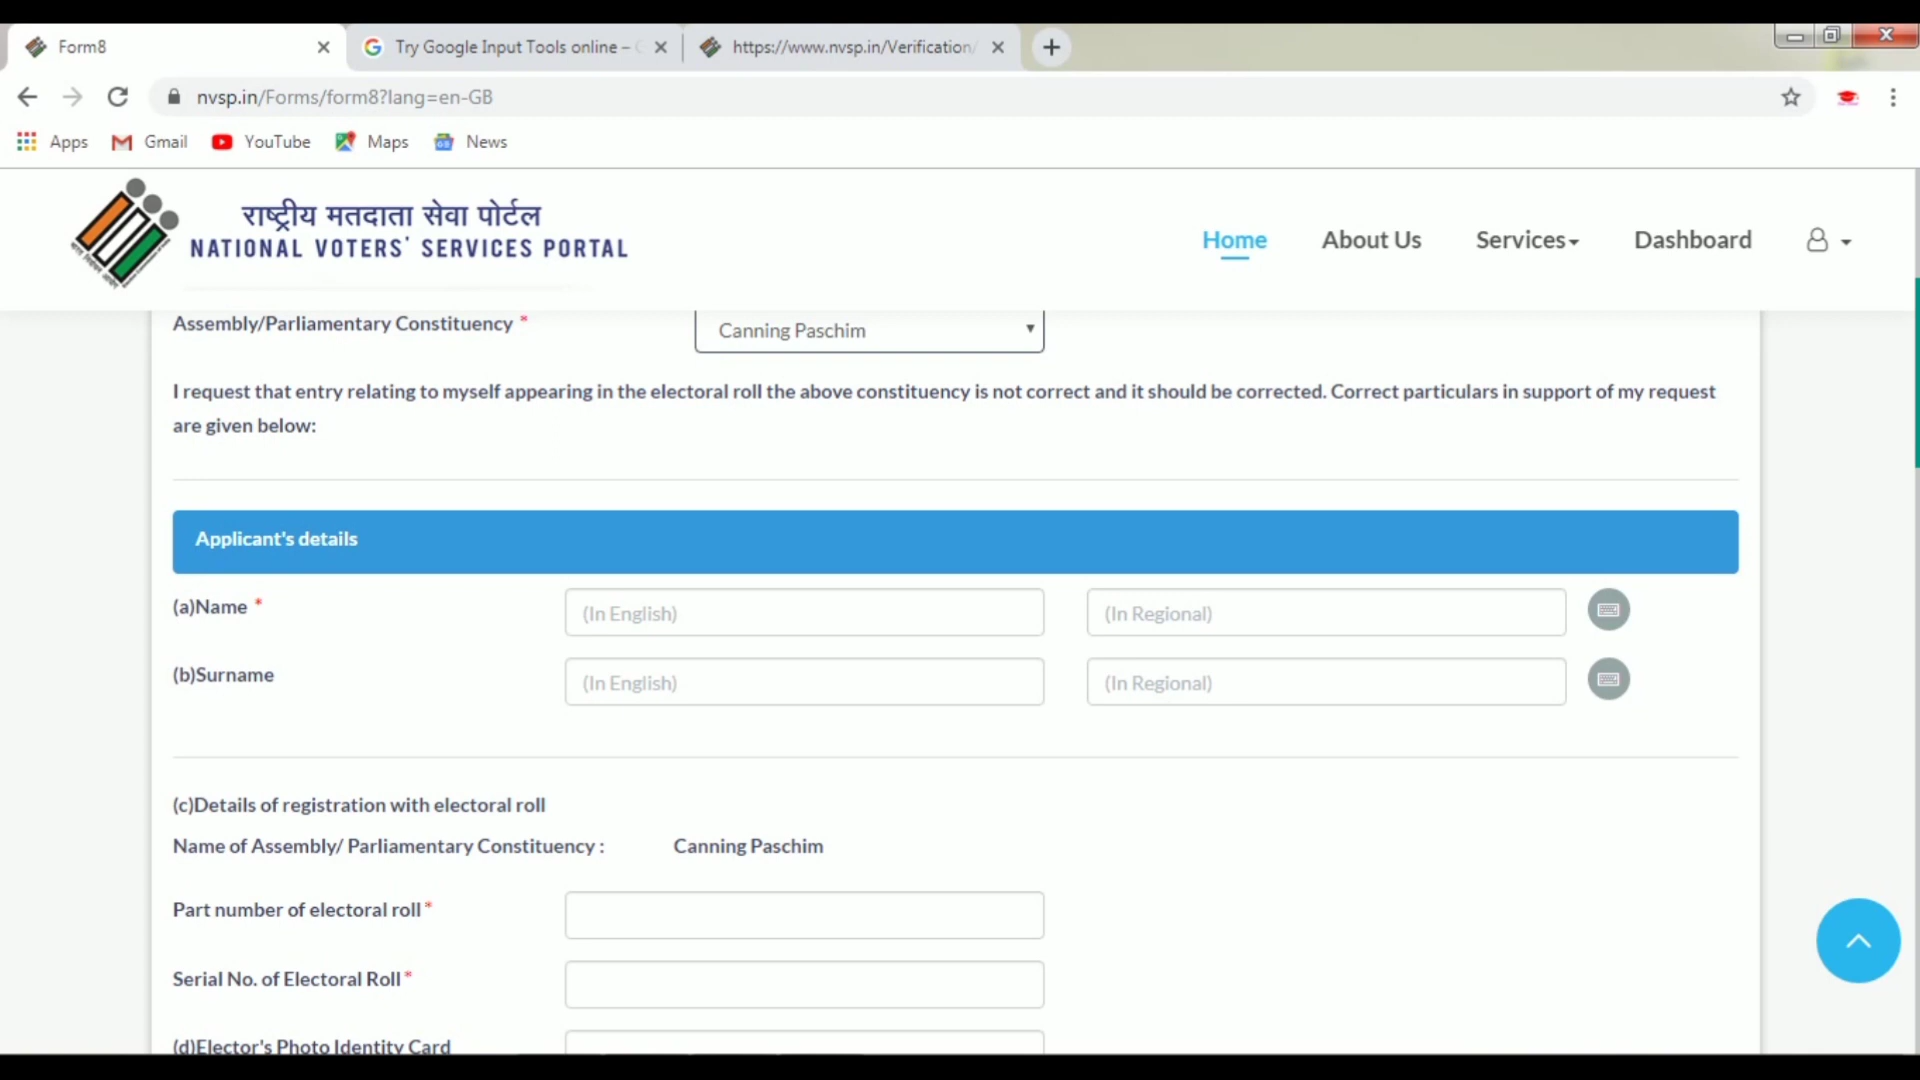 Form8
Try Google Input Tools online –
https://www.nvsp.in/Verification/
nvsp.in/Forms/form8?lang=en-GB
Apps
Gmail
YouTube
Maps
News
राष्ट्रीय मतदाता सेवा पोर्टल
NATIONAL VOTERS' SERVICES PORTAL
Home
About Us
Services
Dashboard
Assembly/Parliamentary Constituency *
Canning Paschim
I request that entry relating to myself appearing in the electoral roll the above constituency is not correct and it should be corrected. Correct particulars in support of my request
are given below:
Applicant's details
(a)Name *
(In English)
(In Regional)
(b)Surname
(In English)
(In Regional)
(c)Details of registration with electoral roll
Name of Assembly/ Parliamentary Constituency :
Canning Paschim
Part number of electoral roll *
Serial No. of Electoral Roll *
(d)Elector's Photo Identity Card